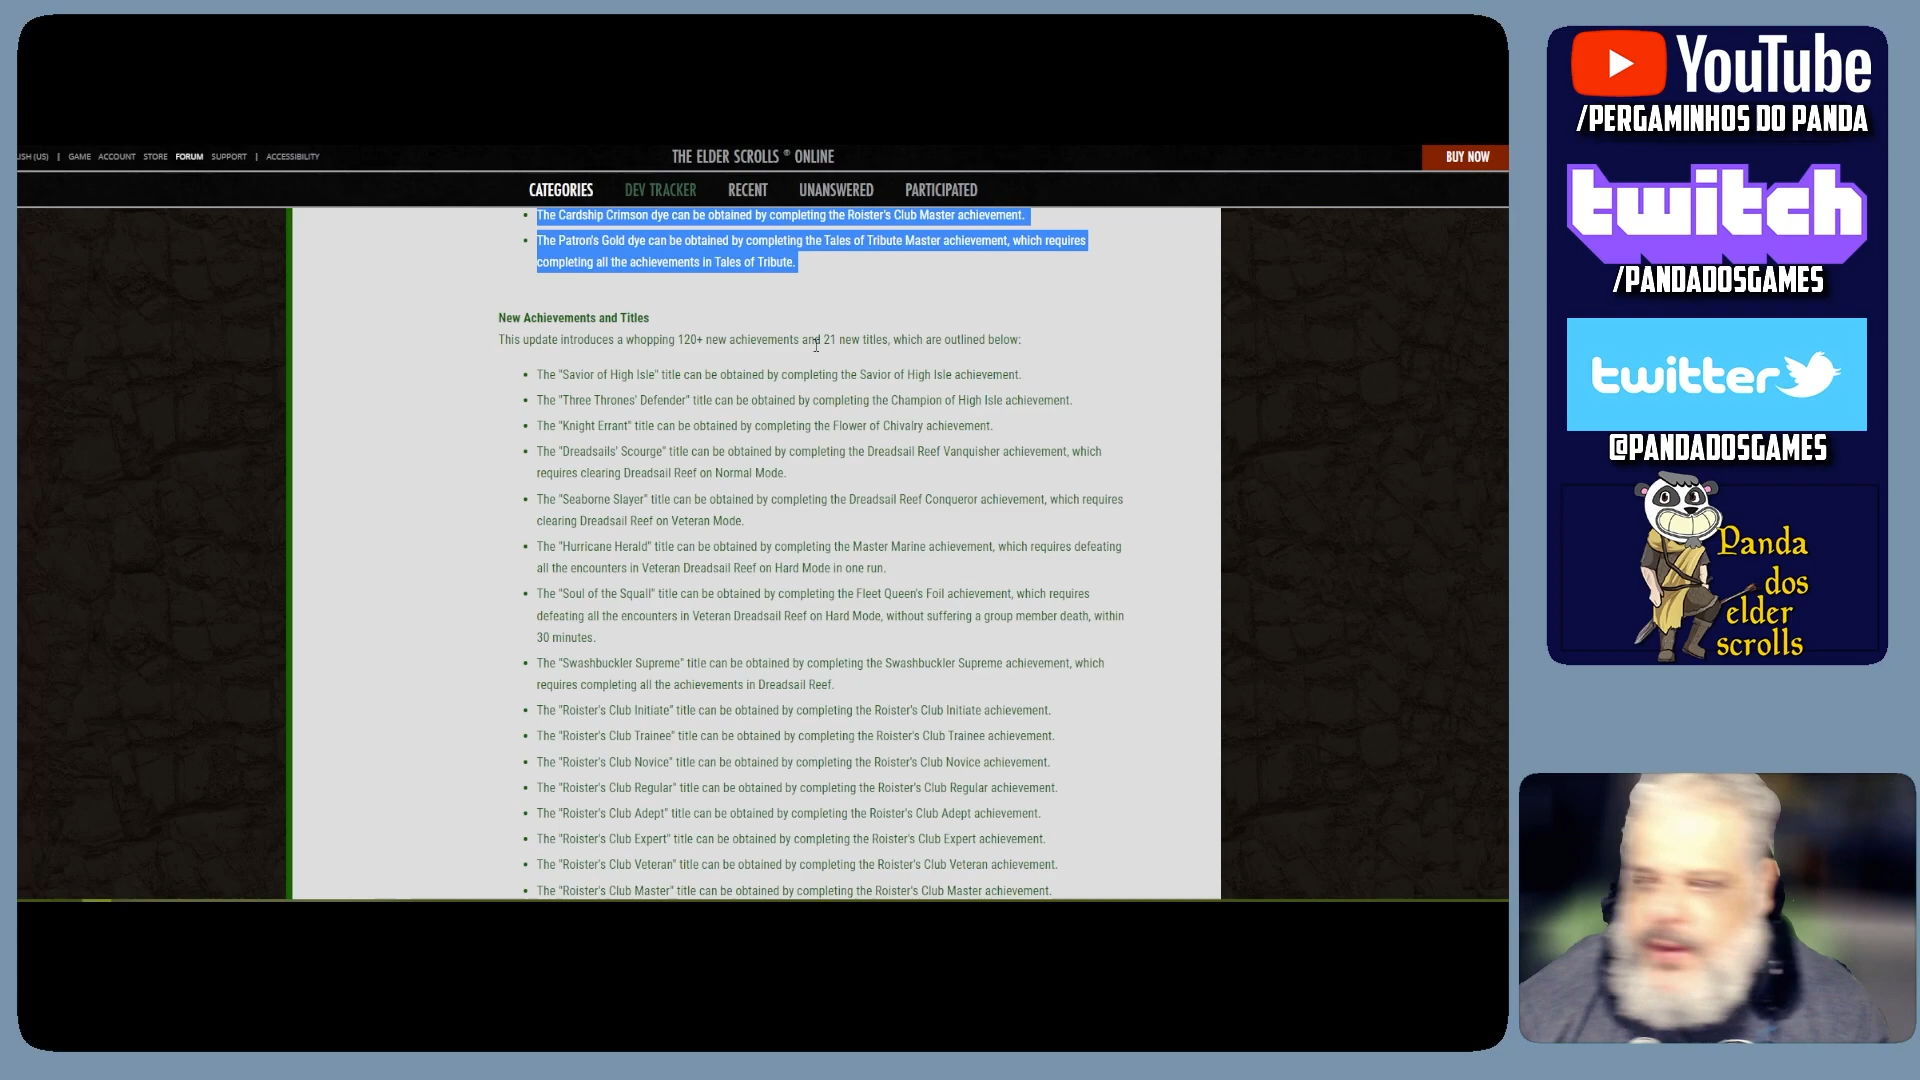 JSH (US) | GAME ACCOUNT STORE FORUM SUPPORT | ACCESSIBILITY
THE ELDER SCROLLS ® ONLINE
BUY NOW
CATEGORIES DEV TRACKER RECENT UNANSWERED PARTICIPATED
• The Cardship Crimson dye can be obtained by completing the Roister's Club Master achievement.
• The Patron's Gold dye can be obtained by completing the Tales of Tribute Master achievement, which requires
completing all the achievements in Tales of Tribute.
New Achievements and Titles
This update introduces a whopping 120+ new achievements and 21 new titles, which are outlined below:
• The "Savior of High Isle" title can be obtained by completing the Savior of High Isle achievement.
• The "Three Thrones' Defender" title can be obtained by completing the Champion of High Isle achievement.
• The "Knight Errant" title can be obtained by completing the Flower of Chivalry achievement.
• The "Dreadsails' Scourge" title can be obtained by completing the Dreadsail Reef Vanquisher achievement, which
requires clearing Dreadsail Reef on Normal Mode.
• The "Seaborne Slayer" title can be obtained by completing the Dreadsail Reef Conqueror achievement, which requires
clearing Dreadsail Reef on Veteran Mode.
• The "Hurricane Herald" title can be obtained by completing the Master Marine achievement, which requires defeating
all the encounters in Veteran Dreadsail Reef on Hard Mode in one run.
• The "Soul of the Squall" title can be obtained by completing the Fleet Queen's Foil achievement, which requires
defeating all the encounters in Veteran Dreadsail Reef on Hard Mode, without suffering a group member death, within
30 minutes.
• The "Swashbuckler Supreme" title can be obtained by completing the Swashbuckler Supreme achievement, which
requires completing all the achievements in Dreadsail Reef.
• The "Roister's Club Initiate" title can be obtained by completing the Roister's Club Initiate achievement.
• The "Roister's Club Trainee" title can be obtained by completing the Roister's Club Trainee achievement.
• The "Roister's Club Novice" title can be obtained by completing the Roister's Club Novice achievement.
• The "Roister's Club Regular" title can be obtained by completing the Roister's Club Regular achievement.
• The "Roister's Club Adept" title can be obtained by completing the Roister's Club Adept achievement.
• The "Roister's Club Expert" title can be obtained by completing the Roister's Club Expert achievement.
• The "Roister's Club Veteran" title can be obtained by completing the Roister's Club Veteran achievement.
• The "Roister's Club Master" title can be obtained by completing the Roister's Club Master achievement.
YouTube
/PERGAMINHOS DO PANDA
twitch
/PANDADOSGAMES
twitter
@PANDADOSGAMES
Panda
dos
elder
scrolls